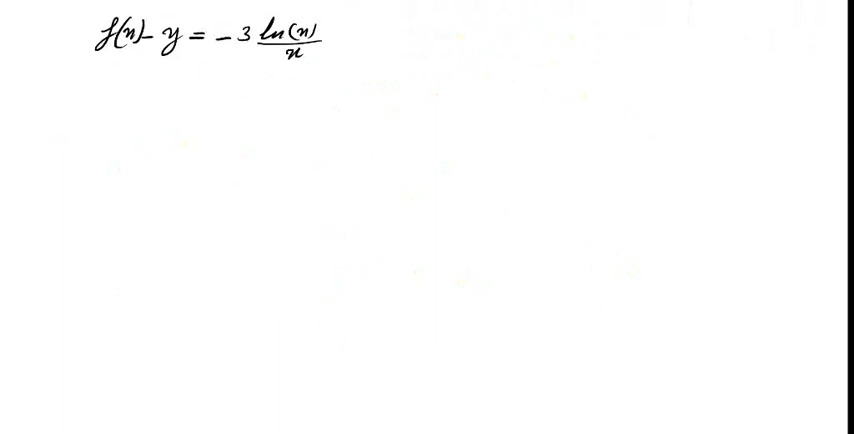 f(x) - y = -3 ln(x)/x